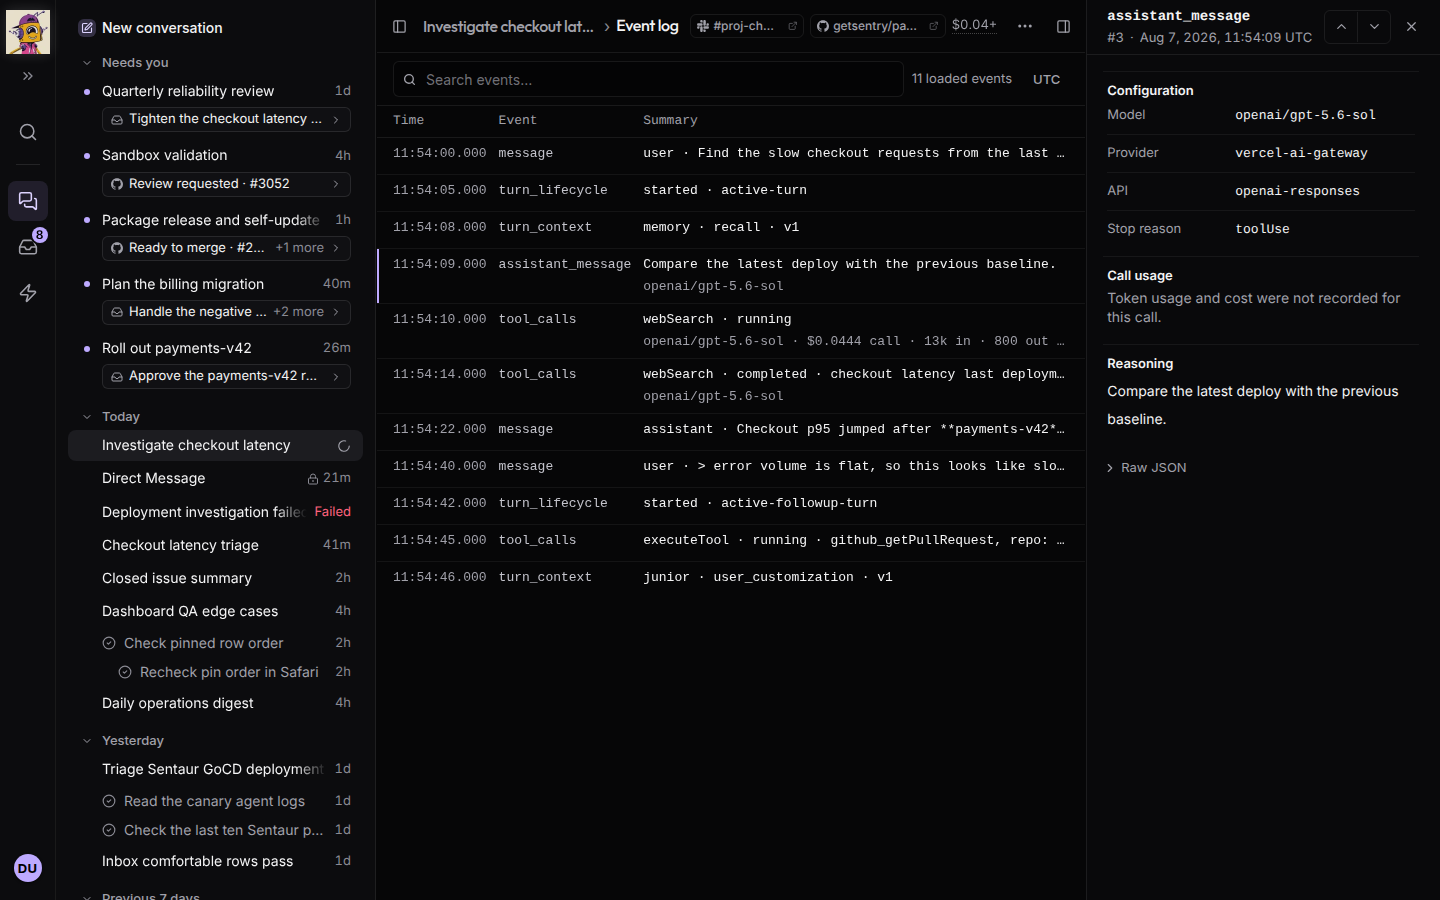 New conversation
Needs you
Quarterly reliability review 1d
Tighten the checkout latency ...
Sandbox validation 4h
Review requested · #3052
Package release and self-update 1h
Ready to merge · #2... +1 more
Plan the billing migration 40m
Handle the negative ... +2 more
Roll out payments-v42 26m
Approve the payments-v42 r...
Today
Investigate checkout latency
Direct Message 21m
Deployment investigation failed Failed
Checkout latency triage 41m
Closed issue summary 2h
Dashboard QA edge cases 4h
Check pinned row order 2h
Recheck pin order in Safari 2h
Daily operations digest 4h
Yesterday
Triage Sentaur GoCD deployment 1d
Read the canary agent logs 1d
Check the last ten Sentaur p... 1d
Inbox comfortable rows pass 1d
Previous 7 days
8
DU
Investigate checkout lat... › Event log #proj-ch... getsentry/pa... $0.04+
Search events... 11 loaded events UTC
Time Event Summary
11:54:00.000 message user · Find the slow checkout requests from the last …
11:54:05.000 turn_lifecycle started · active-turn
11:54:08.000 turn_context memory · recall · v1
11:54:09.000 assistant_message Compare the latest deploy with the previous baseline.
openai/gpt-5.6-sol
11:54:10.000 tool_calls webSearch · running
openai/gpt-5.6-sol · $0.0444 call · 13k in · 800 out …
11:54:14.000 tool_calls webSearch · completed · checkout latency last deploym…
openai/gpt-5.6-sol
11:54:22.000 message assistant · Checkout p95 jumped after **payments-v42*…
11:54:40.000 message user · > error volume is flat, so this looks like slo…
11:54:42.000 turn_lifecycle started · active-followup-turn
11:54:45.000 tool_calls executeTool · running · github_getPullRequest, repo: …
11:54:46.000 turn_context junior · user_customization · v1
assistant_message
#3 · Aug 7, 2026, 11:54:09 UTC
Configuration
Model openai/gpt-5.6-sol
Provider vercel-ai-gateway
API openai-responses
Stop reason toolUse
Call usage
Token usage and cost were not recorded for
this call.
Reasoning
Compare the latest deploy with the previous
baseline.
Raw JSON